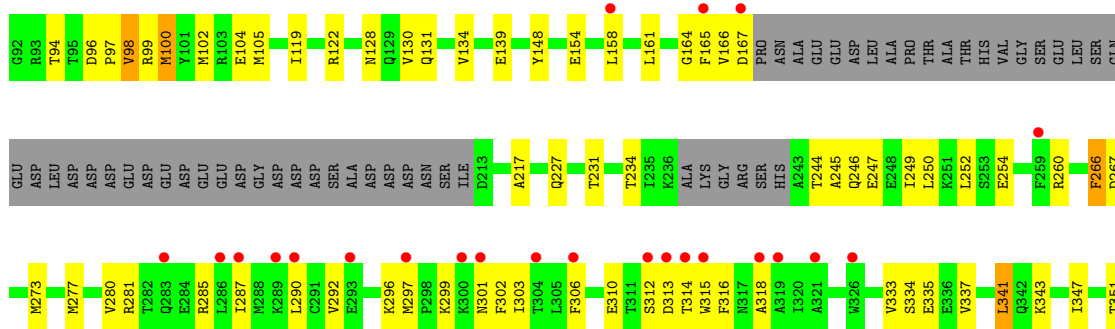 G92 R93 T94 T95 D96 P97 V98 R99 M100 Y101 M102 R103 E104 M105 I119 R122 N128 Q129 V130 Q131 V134 E139 Y148 E154 L158 L161 G164 F165 V166 D167 PRO ASN ALA GLU GLU ASP LEU ALA PRO THR ALA THR HIS VAL GLY SER GLU LEU SER GLN
GLU ASP LEU ASP ASP ASP GLU ASP GLU ASP GLU GLU ASP GLY ASP ASP ASP SER ALA ASP ASP ASP ASN SER ILE D213 A217 Q227 T231 T234 I235 K236 ALA LYS GLY ARG SER HIS A243 T244 A245 Q246 E247 E248 I249 L250 K251 L252 S253 E254 F259 R260 F266
M273 M277 V280 R281 T282 Q283 E284 R285 L286 I287 M288 K289 L290 C291 V292 E293 K296 M297 P298 K299 K300 N301 F302 I303 T304 L305 F306 E310 T311 S312 D313 T314 W315 F316 N317 A318 A319 I320 A321 W326 V333 S334 E335 E336 V337 L341 Q342 K343 I347